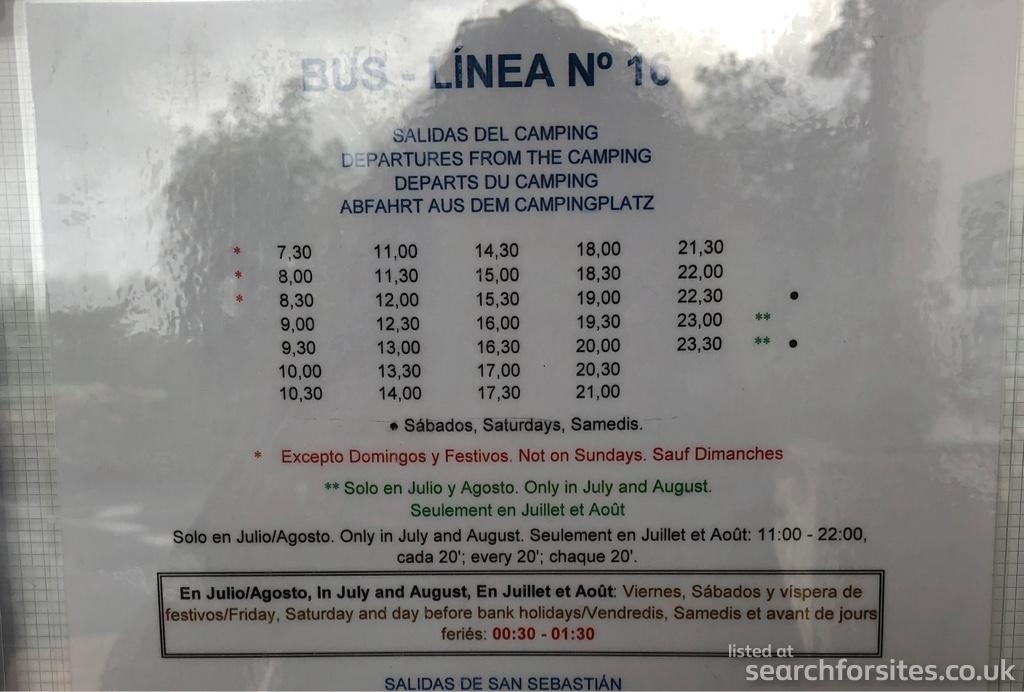 BUS - LÍNEA Nº 16
SALIDAS DEL CAMPING
DEPARTURES FROM THE CAMPING
DEPARTS DU CAMPING
ABFAHRT AUS DEM CAMPINGPLATZ
* 7,30 11,00 14,30 18,00 21,30
* 8,00 11,30 15,00 18,30 22,00
* 8,30 12,00 15,30 19,00 22,30 •
9,00 12,30 16,00 19,30 23,00 **
9,30 13,00 16,30 20,00 23,30 ** •
10,00 13,30 17,00 20,30
10,30 14,00 17,30 21,00
• Sábados, Saturdays, Samedis.
* Excepto Domingos y Festivos. Not on Sundays. Sauf Dimanches
** Solo en Julio y Agosto. Only in July and August.
Seulement en Juillet et Août
Solo en Julio/Agosto. Only in July and August. Seulement en Juillet et Août: 11:00 - 22:00,
cada 20'; every 20'; chaque 20'.
En Julio/Agosto, In July and August, En Juillet et Août: Viernes, Sábados y víspera de
festivos/Friday, Saturday and day before bank holidays/Vendredis, Samedis et avant de jours
feriés: 00:30 - 01:30
SALIDAS DE SAN SEBASTIÁN
listed at
searchforsites.co.uk